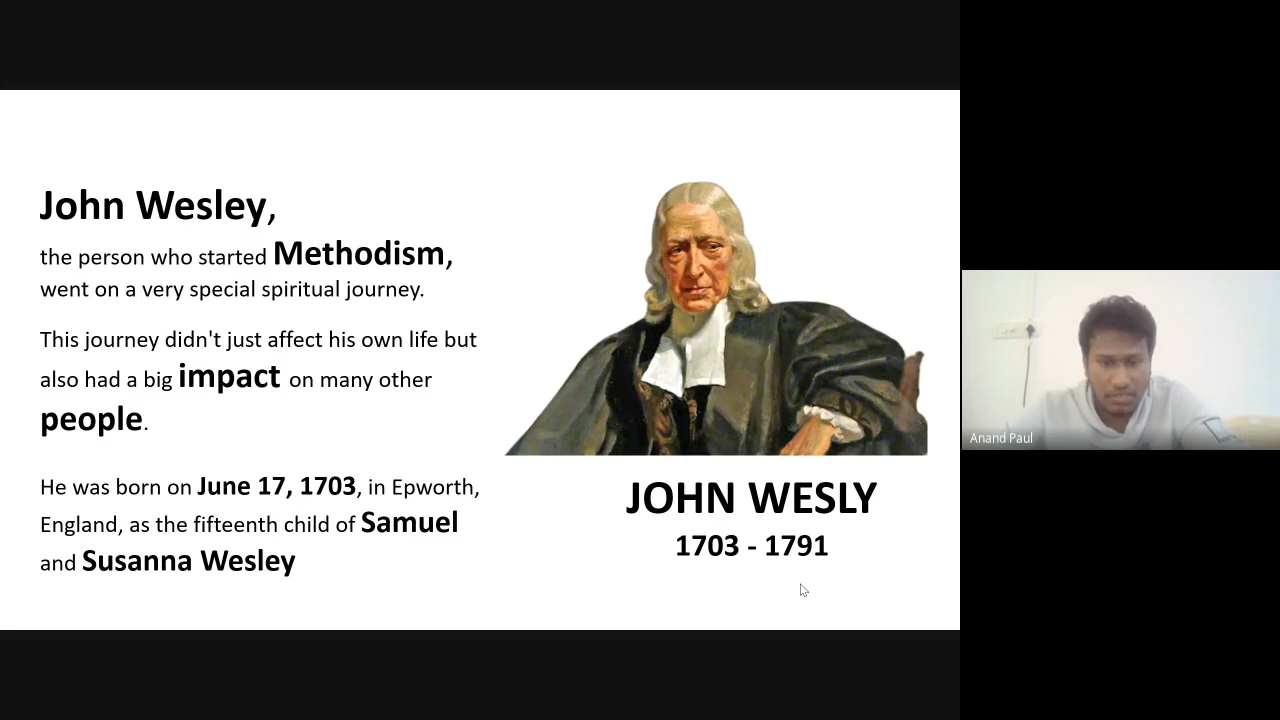 John Wesley,
the person who started Methodism,
went on a very special spiritual journey.
This journey didn't just affect his own life but
also had a big impact on many other
people.
He was born on June 17, 1703, in Epworth,
England, as the fifteenth child of Samuel
and Susanna Wesley
JOHN WESLY
1703 - 1791
Anand Paul